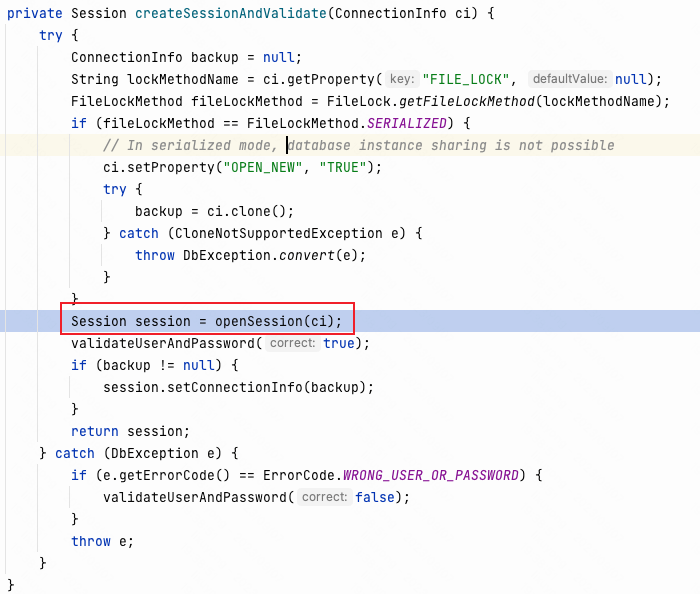 private Session createSessionAndValidate(ConnectionInfo ci) {
    try {
        ConnectionInfo backup = null;
        String lockMethodName = ci.getProperty( key: "FILE_LOCK",  defaultValue: null);
        FileLockMethod fileLockMethod = FileLock.getFileLockMethod(lockMethodName);
        if (fileLockMethod == FileLockMethod.SERIALIZED) {
            // In serialized mode, database instance sharing is not possible
            ci.setProperty("OPEN_NEW", "TRUE");
            try {
                backup = ci.clone();
            } catch (CloneNotSupportedException e) {
                throw DbException.convert(e);
            }
        }
        Session session = openSession(ci);
        validateUserAndPassword( correct: true);
        if (backup != null) {
            session.setConnectionInfo(backup);
        }
        return session;
    } catch (DbException e) {
        if (e.getErrorCode() == ErrorCode.WRONG_USER_OR_PASSWORD) {
            validateUserAndPassword( correct: false);
        }
        throw e;
    }
}